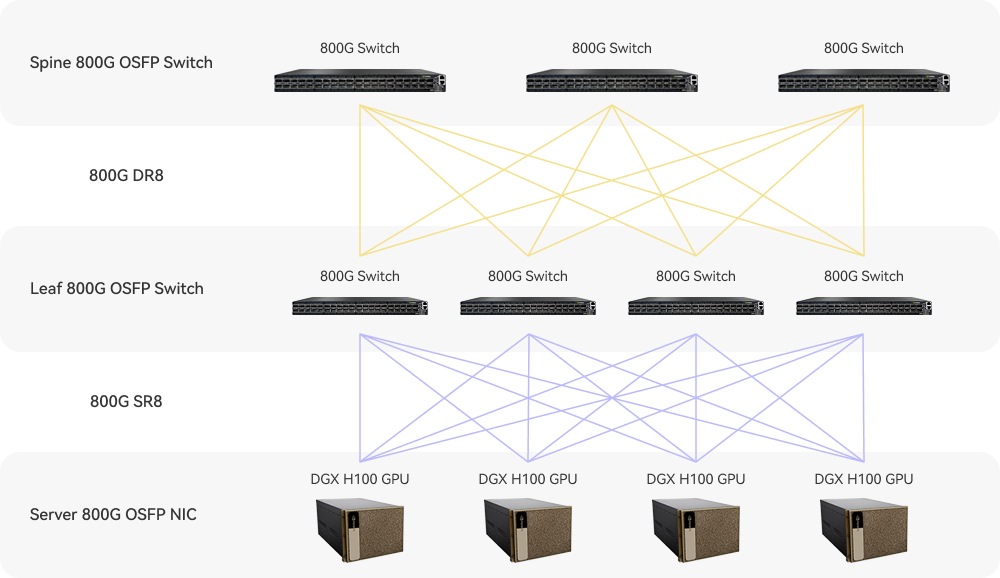 800G Switch
800G Switch
800G Switch
Spine 800G OSFP Switch
800G DR8
800G Switch
800G Switch
800G Switch
800G Switch
Leaf 800G OSFP Switch
800G SR8
DGX H100 GPU
DGX H100 GPU
DGX H100 GPU
DGX H100 GPU
Server 800G OSFP NIC